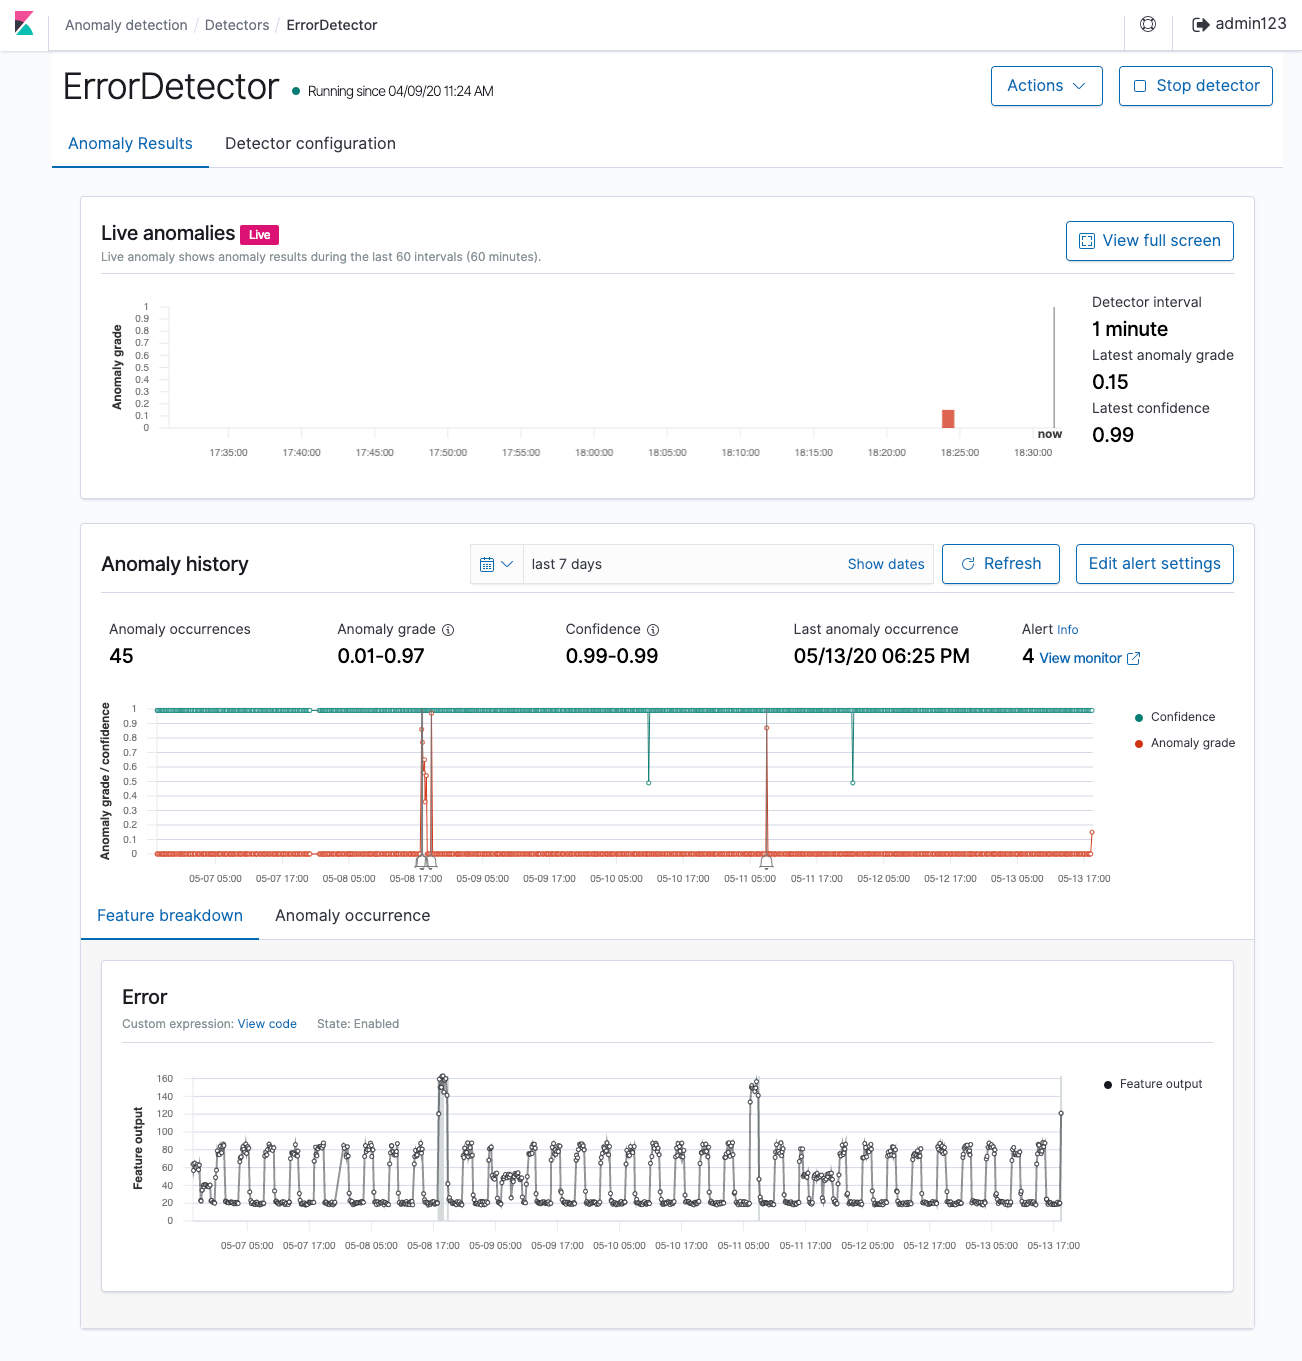 Anomaly detection / Detectors / ErrorDetector
admin123
ErrorDetector
Running since 04/09/20 11:24 AM
Actions
Stop detector
Anomaly Results
Detector configuration
Live anomalies Live
Live anomaly shows anomaly results during the last 60 intervals (60 minutes).
View full screen
Anomaly grade
1
0.9
0.8
0.7
0.6
0.5
0.4
0.3
0.2
0.1
0
now
17:35:00 17:40:00 17:45:00 17:50:00 17:55:00 18:00:00 18:05:00 18:10:00 18:15:00 18:20:00 18:25:00 18:30:00
Detector interval
1 minute
Latest anomaly grade
0.15
Latest confidence
0.99
Anomaly history
last 7 days
Show dates
Refresh
Edit alert settings
Anomaly occurrences
45
Anomaly grade
0.01-0.97
Confidence
0.99-0.99
Last anomaly occurrence
05/13/20 06:25 PM
Alert Info
4 View monitor
Anomaly grade / confidence
1
0.9
0.8
0.7
0.6
0.5
0.4
0.3
0.2
0.1
0
05-07 05:00 05-07 17:00 05-08 05:00 05-08 17:00 05-09 05:00 05-09 17:00 05-10 05:00 05-10 17:00 05-11 05:00 05-11 17:00 05-12 05:00 05-12 17:00 05-13 05:00 05-13 17:00
Confidence
Anomaly grade
Feature breakdown
Anomaly occurrence
Error
Custom expression: View code State: Enabled
Feature output
160
140
120
100
80
60
40
20
0
05-07 05:00 05-07 17:00 05-08 05:00 05-08 17:00 05-09 05:00 05-09 17:00 05-10 05:00 05-10 17:00 05-11 05:00 05-11 17:00 05-12 05:00 05-12 17:00 05-13 05:00 05-13 17:00
Feature output